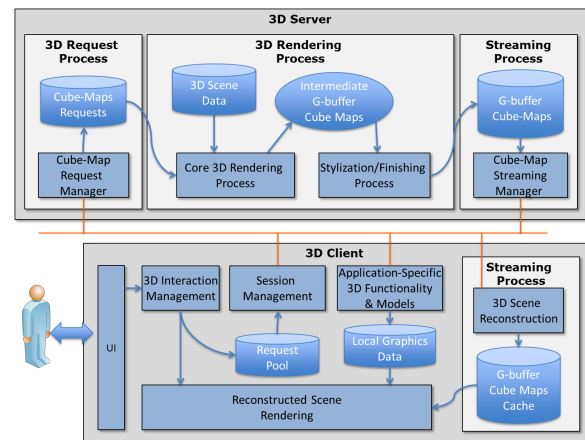 3D Server
3D Request
Process
3D Rendering
Process
Streaming
Process
Cube-Maps
Requests
3D Scene
Data
Intermediate
G-buffer
Cube Maps
G-buffer
Cube-Maps
Cube-Map
Request
Manager
Core 3D Rendering
Process
Stylization/Finishing
Process
Cube-Map
Streaming
Manager
3D Client
UI
3D Interaction
Management
Session
Management
Application-Specific
3D Functionality
& Models
Streaming
Process
3D Scene
Reconstruction
Request
Pool
Local Graphics
Data
G-buffer
Cube Maps
Cache
Reconstructed Scene
Rendering